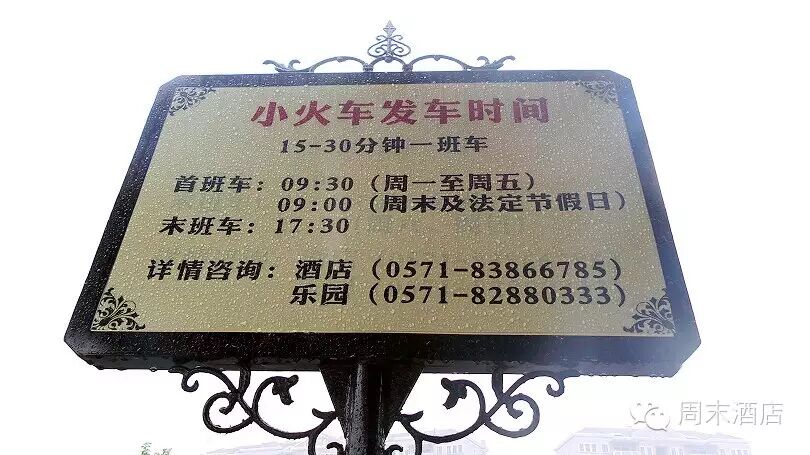 小火车发车时间
15-30分钟一班车
首班车：09:30（周一至周五）
09:00（周末及法定节假日）
末班车：17:30
详情咨询：酒店（0571-83866785）
乐园（0571-82880333）
周末酒店